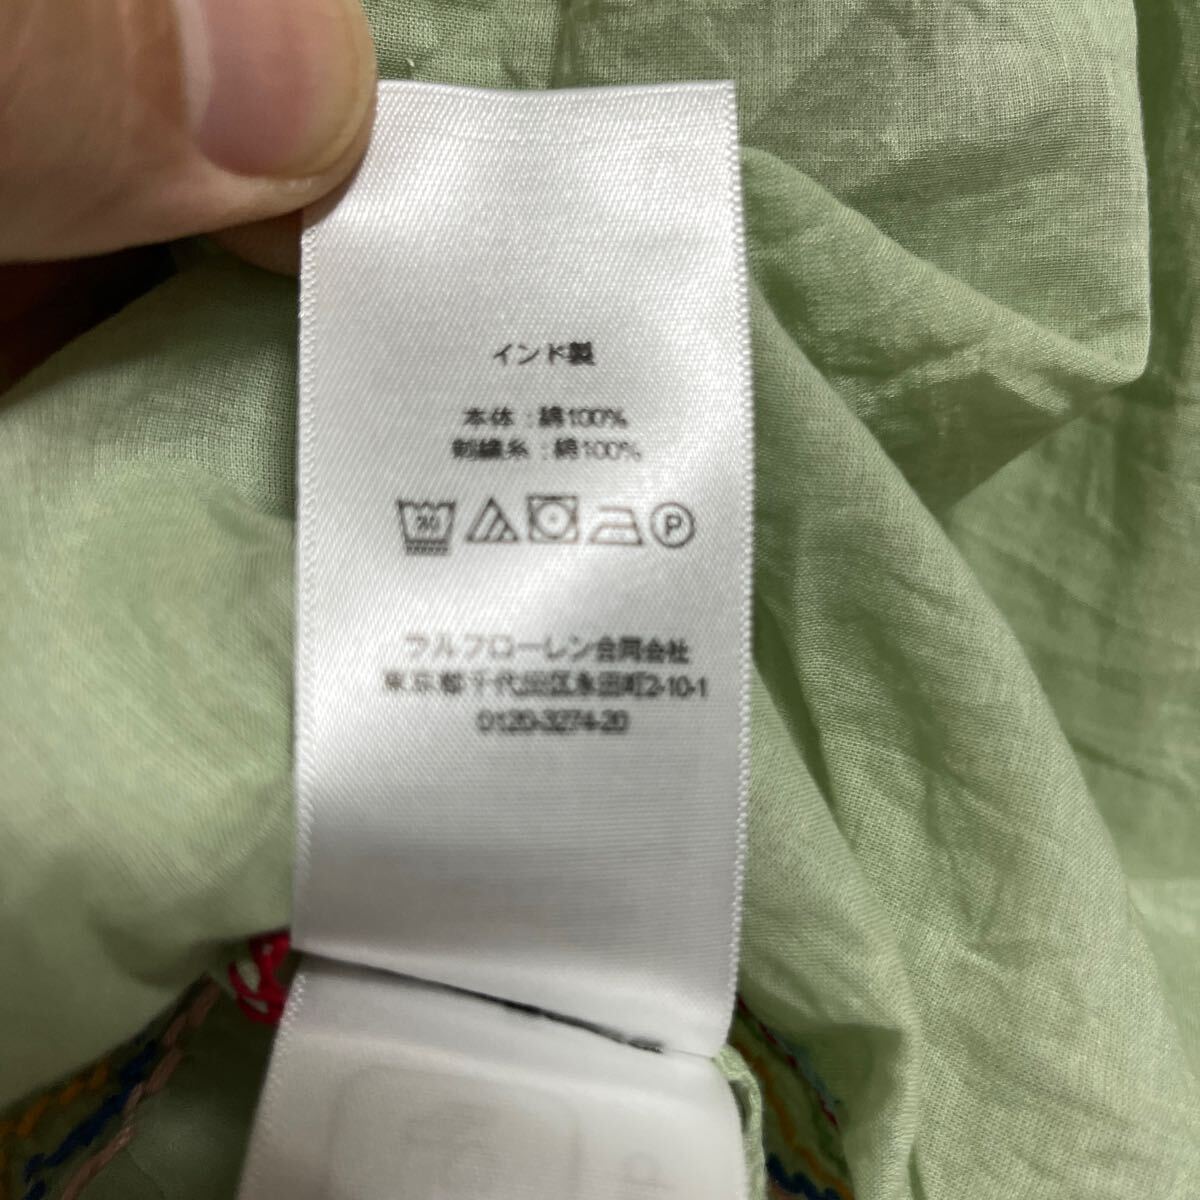 インド製
本体 : 綿100%
刺繍糸 : 綿100%
30
P
ラルフローレン合同会社
東京都千代田区永田町2-10-1
0120-3274-20